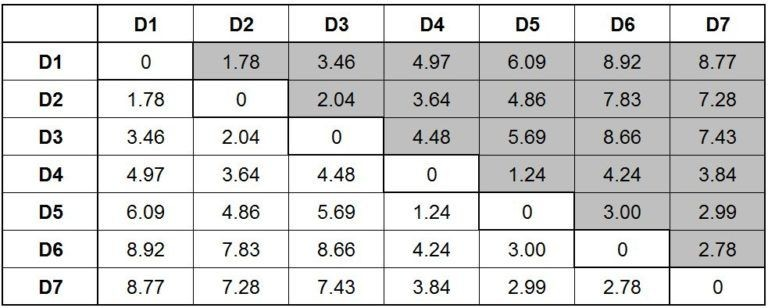 D1 D2 D3 D4 D5 D6 D7
D1 0 1.78 3.46 4.97 6.09 8.92 8.77
D2 1.78 0 2.04 3.64 4.86 7.83 7.28
D3 3.46 2.04 0 4.48 5.69 8.66 7.43
D4 4.97 3.64 4.48 0 1.24 4.24 3.84
D5 6.09 4.86 5.69 1.24 0 3.00 2.99
D6 8.92 7.83 8.66 4.24 3.00 0 2.78
D7 8.77 7.28 7.43 3.84 2.99 2.78 0